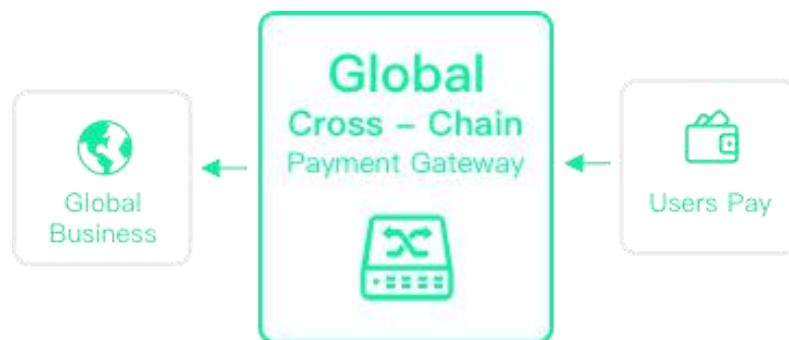 Global
Business
Global
Cross – Chain
Payment Gateway
Users Pay